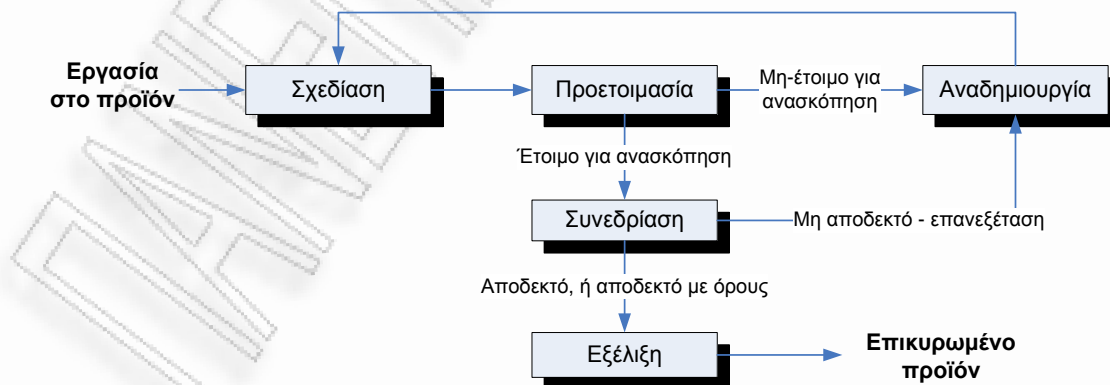 Εργασία
στο προϊόν
Σχεδίαση
Προετοιμασία
Μη-έτοιμο για
ανασκόπηση
Αναδημιουργία
Έτοιμο για ανασκόπηση
Συνεδρίαση
Μη αποδεκτό - επανεξέταση
Αποδεκτό, ή αποδεκτό με όρους
Εξέλιξη
Επικυρωμένο
προϊόν